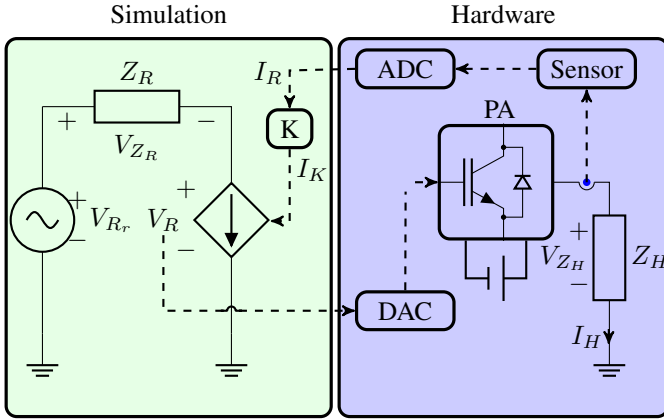 Simulation
Hardware
Z_R
I_R
ADC
Sensor
+
−
V_{Z_R}
K
PA
I_K
+
−
V_{R_r}
V_R
+
−
+
−
V_{Z_H}
Z_H
DAC
I_H